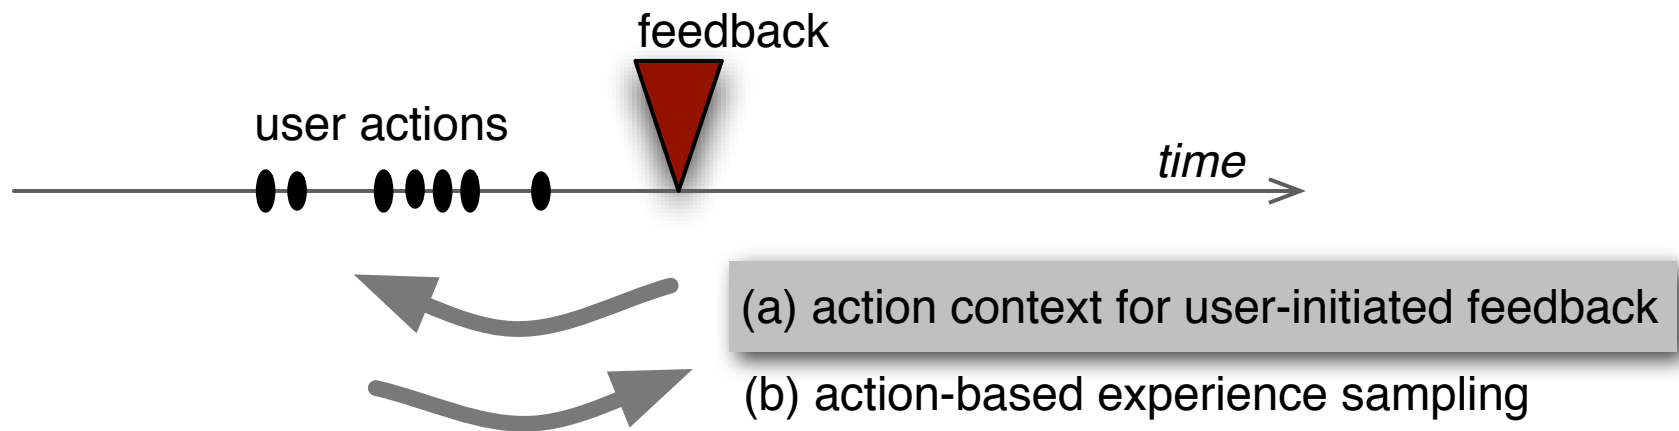 feedback
user actions
time
(a) action context for user-initiated feedback
(b) action-based experience sampling